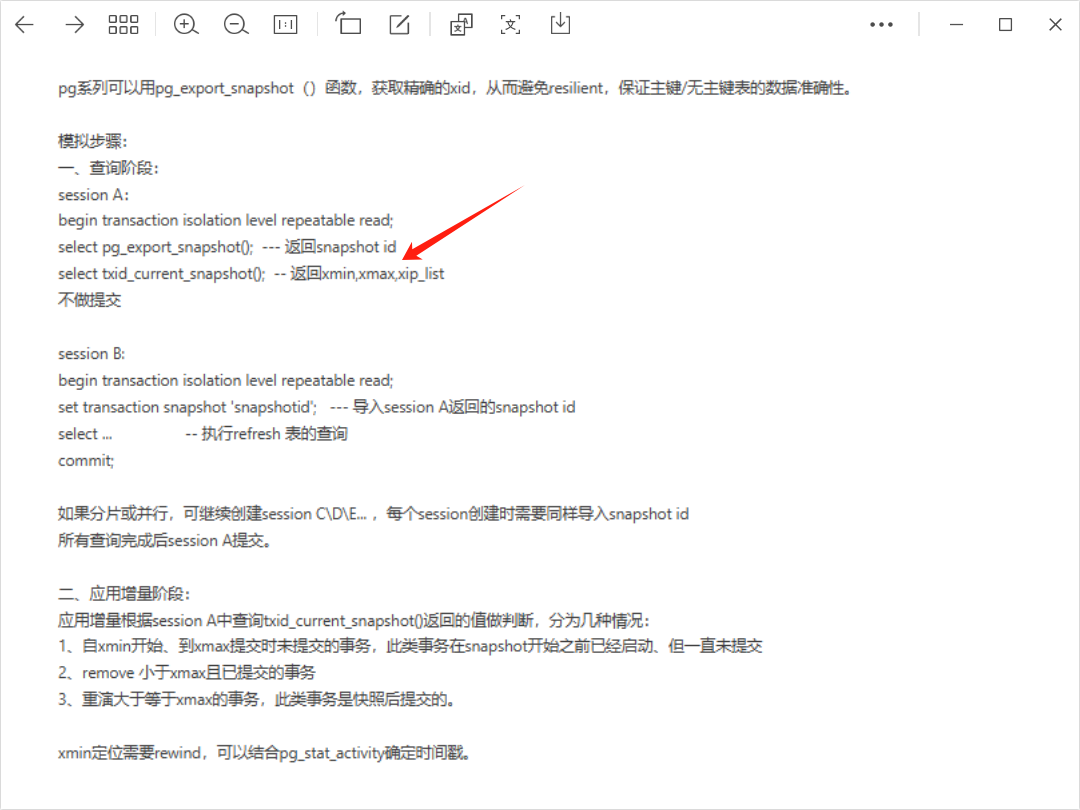 pg系列可以用pg_export_snapshot（）函数，获取精确的xid，从而避免resilient，保证主键/无主键表的数据准确性。
模拟步骤：
一、查询阶段：
session A：
begin transaction isolation level repeatable read;
select pg_export_snapshot();  --- 返回snapshot id
select txid_current_snapshot();  -- 返回xmin,xmax,xip_list
不做提交
session B:
begin transaction isolation level repeatable read;
set transaction snapshot 'snapshotid';   --- 导入session A返回的snapshot id
select ...                  -- 执行refresh 表的查询
commit;
如果分片或并行，可继续创建session C\D\E... ，每个session创建时需要同样导入snapshot id
所有查询完成后session A提交。
二、应用增量阶段：
应用增量根据session A中查询txid_current_snapshot()返回的值做判断，分为几种情况：
1、自xmin开始、到xmax提交时未提交的事务，此类事务在snapshot开始之前已经启动、但一直未提交
2、remove 小于xmax且已提交的事务
3、重演大于等于xmax的事务，此类事务是快照后提交的。
xmin定位需要rewind，可以结合pg_stat_activity确定时间戳。